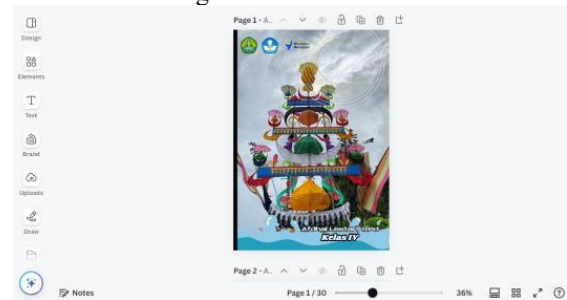 Page 1 - A..
Design
Elements
Text
Brand
Uploads
Draw
Kelas IV
Page 2 - A..
Notes
Page 1 / 30
36%